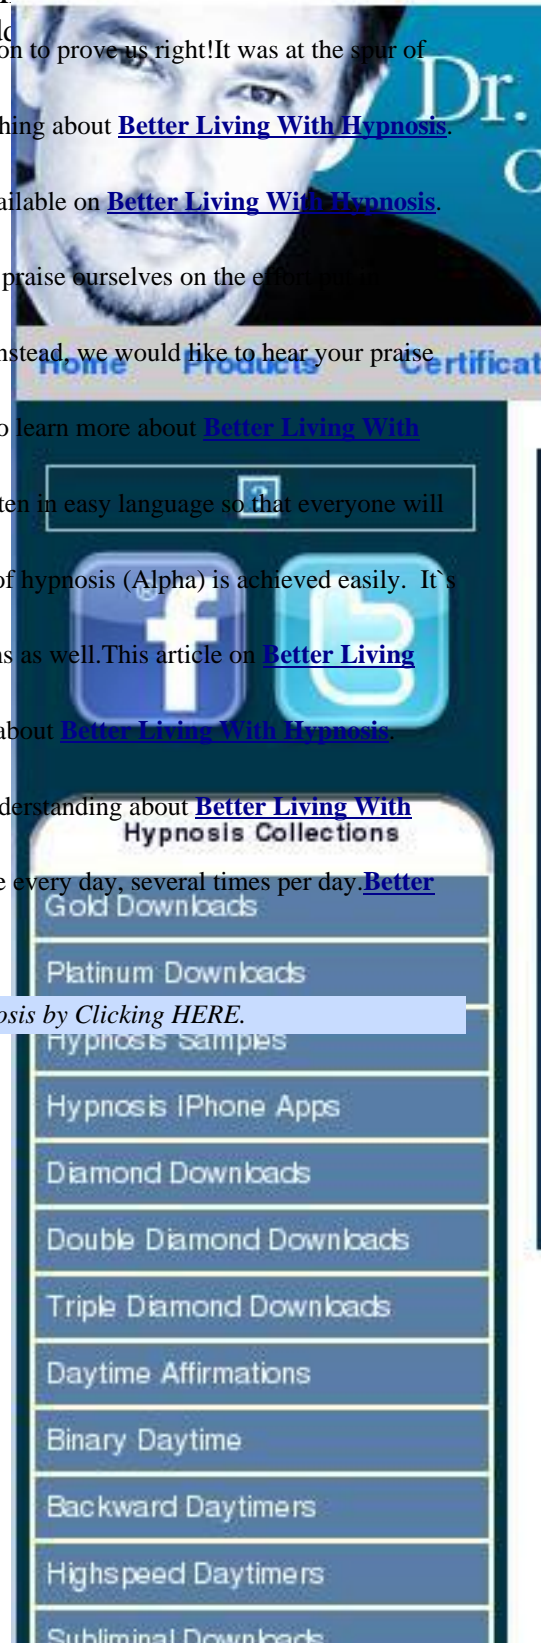 on to prove us right!It was at the spur of
Dr.
hing about Better Living With Hypnosis.
ailable on Better Living With Hypnosis.
praise ourselves on the effort
nstead, we would like to hear your praise
Home Products Certificat
o learn more about Better Living With
ten in easy language so that everyone will
?
of hypnosis (Alpha) is achieved easily. It`s
f t
®
ns as well.This article on Better Living
about Better Living With Hypnosis.
nderstanding about Better Living With
Hypnosis Collections
e every day, several times per day.Better
Gold Downloads
Platinum Downloads
osis by Clicking HERE.
Hypnosis Samples
Hypnosis IPhone Apps
Diamond Downloads
Double Diamond Downloads
Triple Diamond Downloads
Daytime Affirmations
Binary Daytime
Backward Daytimers
Highspeed Daytimers
Subliminal Downloads